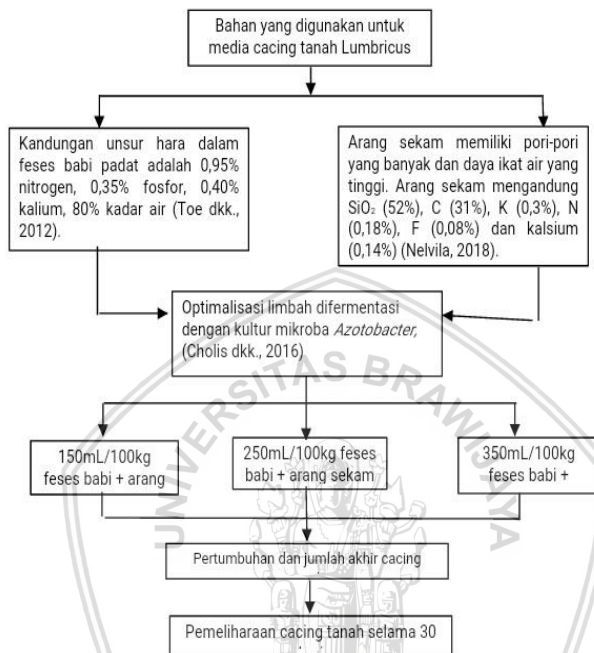 Bahan yang digunakan untuk
media cacing tanah Lumbricus
Kandungan unsur hara dalam
feses babi padat adalah 0,95%
nitrogen, 0,35% fosfor, 0,40%
kalium, 80% kadar air (Toe dkk.,
2012).
Arang sekam memiliki pori-pori
yang banyak dan daya ikat air yang
tinggi. Arang sekam mengandung
SiO₂ (52%), C (31%), K (0,3%), N
(0,18%), F (0,08%) dan kalsium
(0,14%) (Nelvila, 2018).
Optimalisasi limbah difermentasi
dengan kultur mikroba Azotobacter,
(Cholis dkk., 2016)
150mL/100kg
feses babi + arang
250mL/100kg feses
babi + arang sekam
350mL/100kg
feses babi +
Pertumbuhan dan jumlah akhir cacing
Pemeliharaan cacing tanah selama 30
UNIVERSITAS BRAWIJAYA